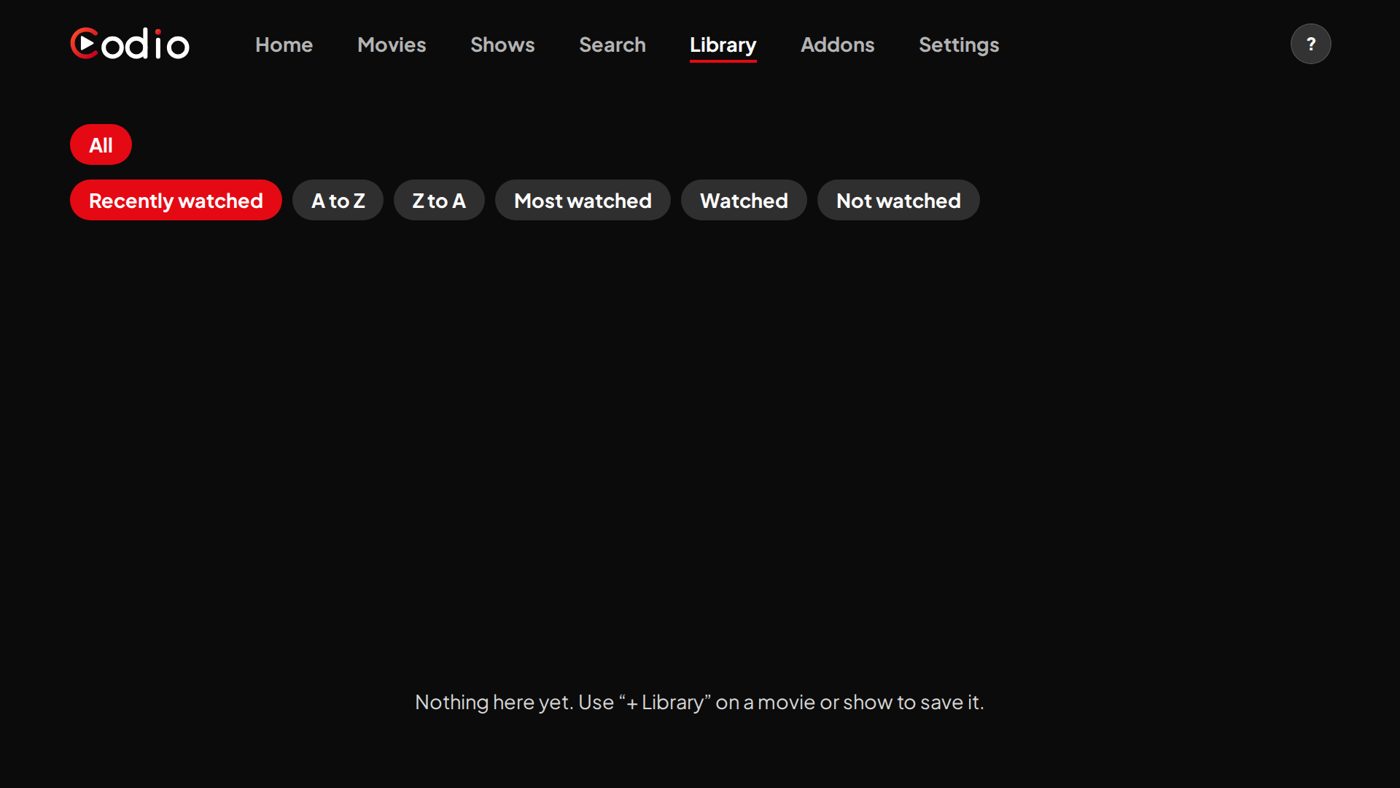 Codio Home Movies Shows Search Library Addons Settings ?
All
Recently watched A to Z Z to A Most watched Watched Not watched
Nothing here yet. Use “+ Library” on a movie or show to save it.